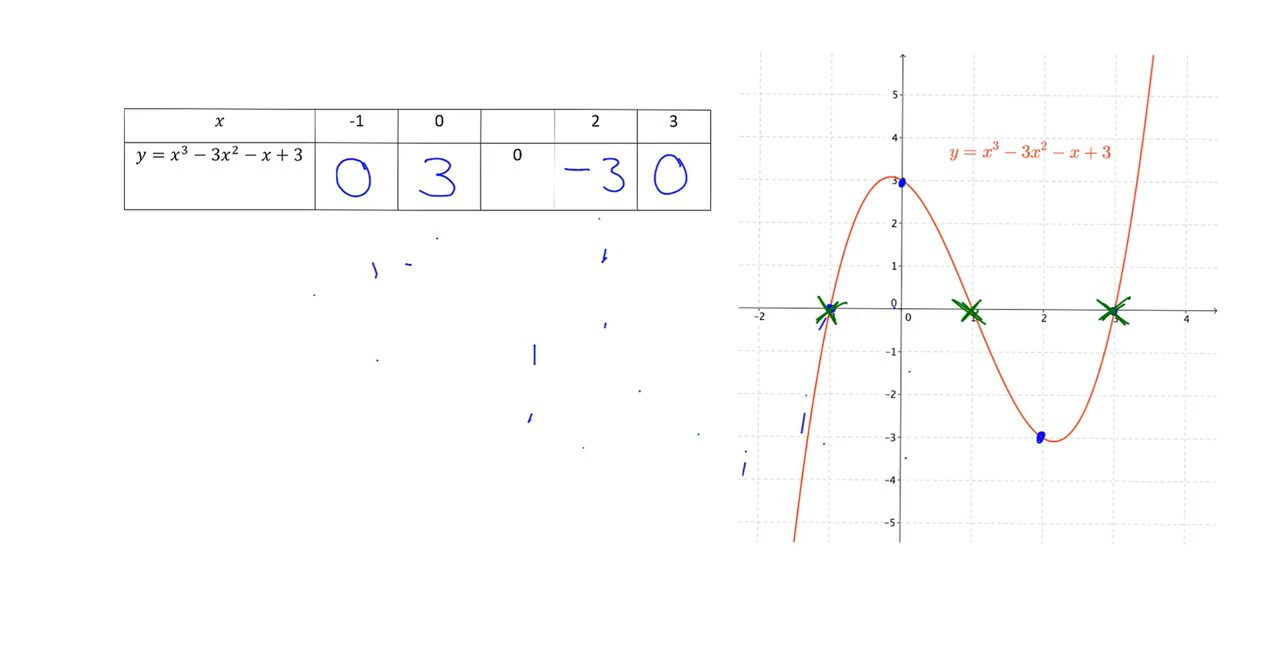 x -1 0 2 3
y = x³ − 3x² − x + 3 0 3 0 −3 0
y = x³ − 3x² − x + 3
5
4
3
2
1
0
-2 0 2 3 4
-1
-2
-3
-4
-5